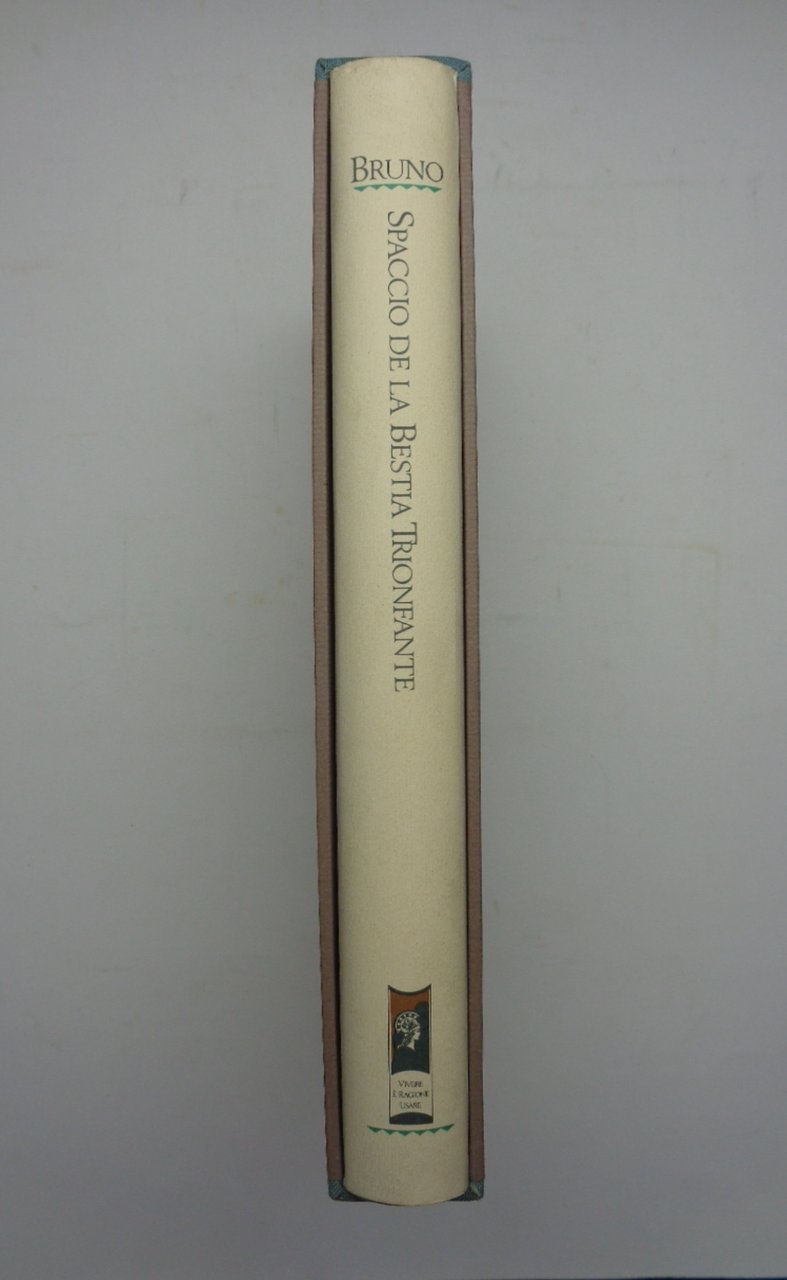 BRUNO
SPACCIO DE LA BESTIA TRIONFANTE
VIVERE
È RAGIONE
USARE